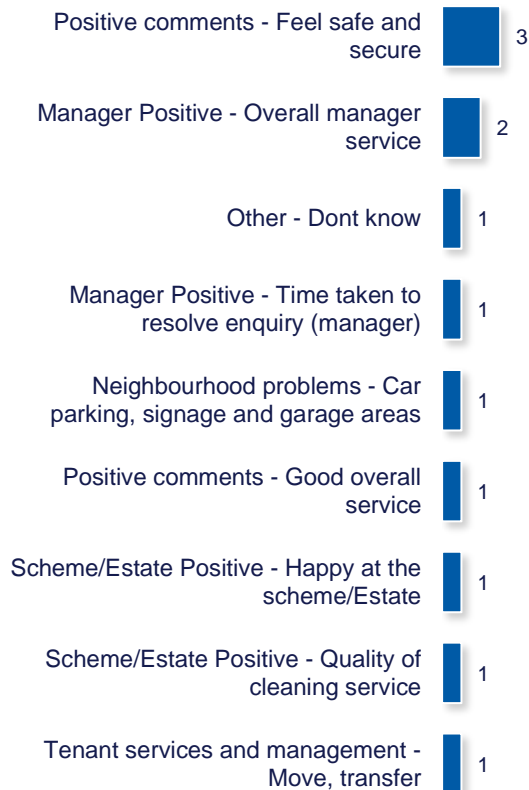 Positive comments - Feel safe and
secure
3
Manager Positive - Overall manager
service
2
Other - Dont know
1
Manager Positive - Time taken to
resolve enquiry (manager)
1
Neighbourhood problems - Car
parking, signage and garage areas
1
Positive comments - Good overall
service
1
Scheme/Estate Positive - Happy at the
scheme/Estate
1
Scheme/Estate Positive - Quality of
cleaning service
1
Tenant services and management -
Move, transfer
1